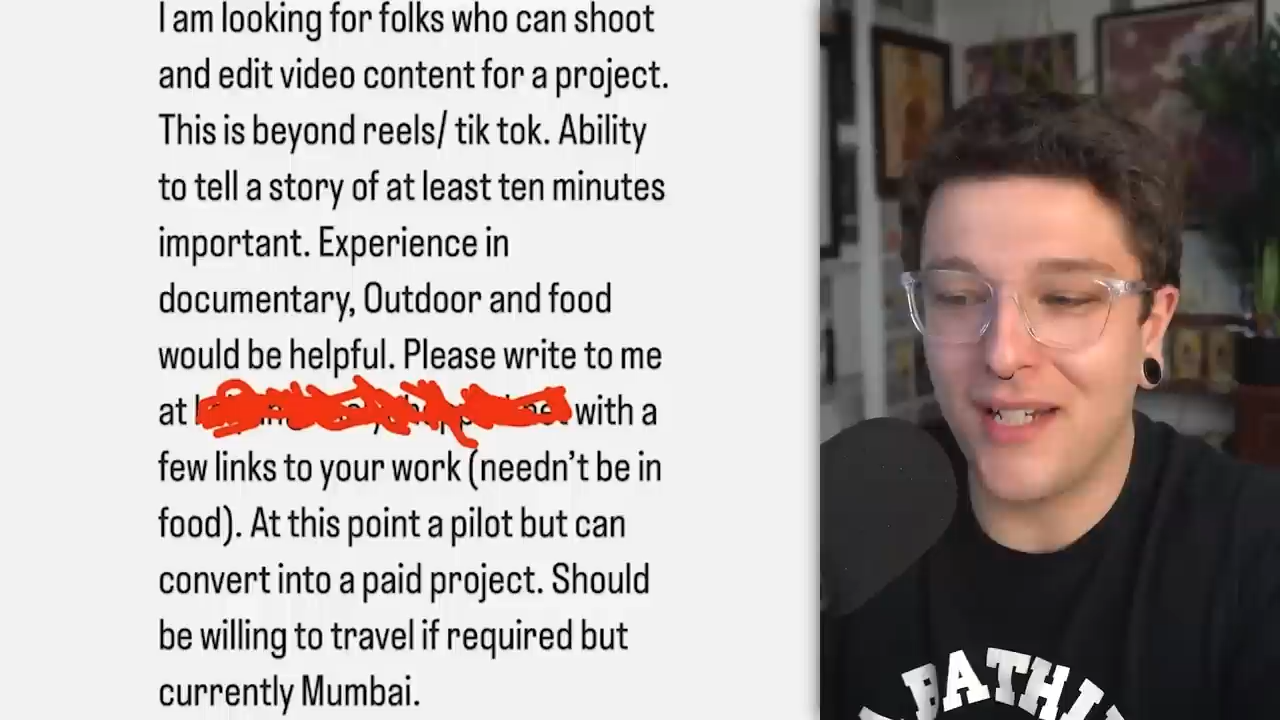 I am looking for folks who can shoot
and edit video content for a project.
This is beyond reels/ tik tok. Ability
to tell a story of at least ten minutes
important. Experience in
documentary, Outdoor and food
would be helpful. Please write to me
at with a
few links to your work (needn't be in
food). At this point a pilot but can
convert into a paid project. Should
be willing to travel if required but
currently Mumbai.